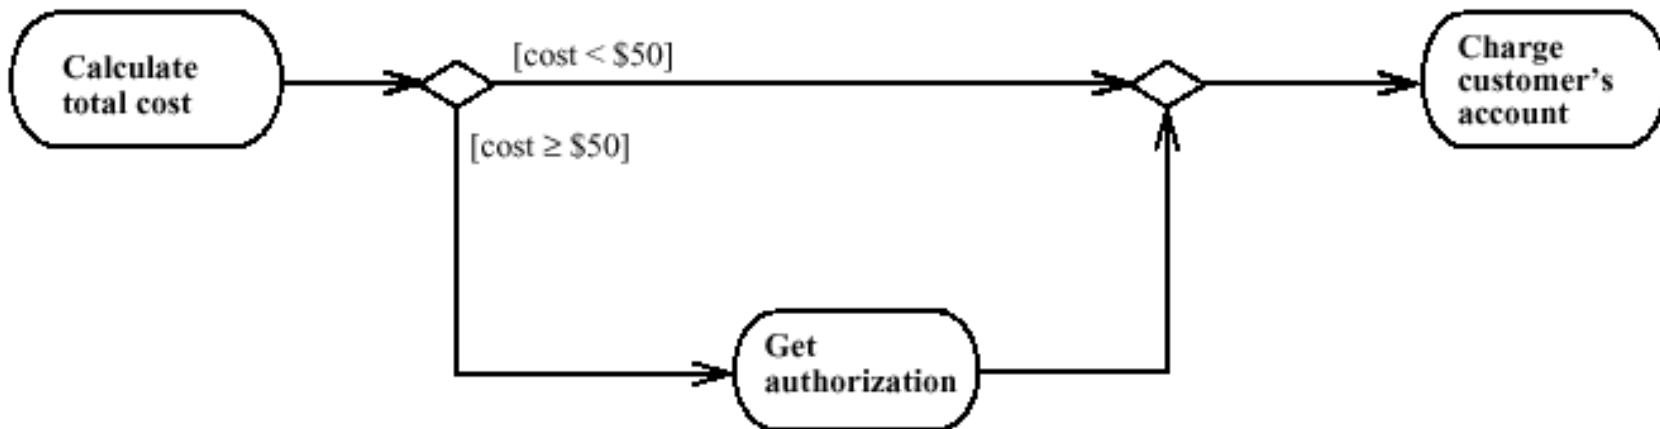 Calculate
total cost
[cost < $50]
[cost ≥ $50]
Get
authorization
Charge
customer’s
account